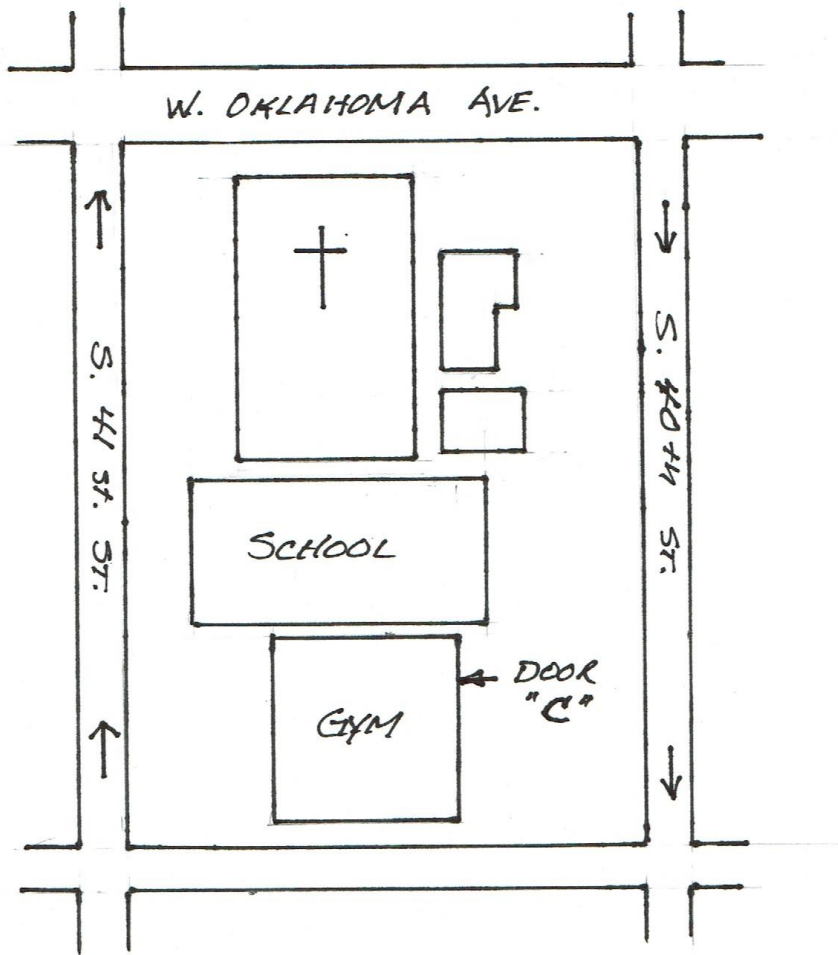 W. OKLAHOMA AVE.
S. 41 st. ST.
S. 40th ST.
SCHOOL
DOOR
"C"
GYM